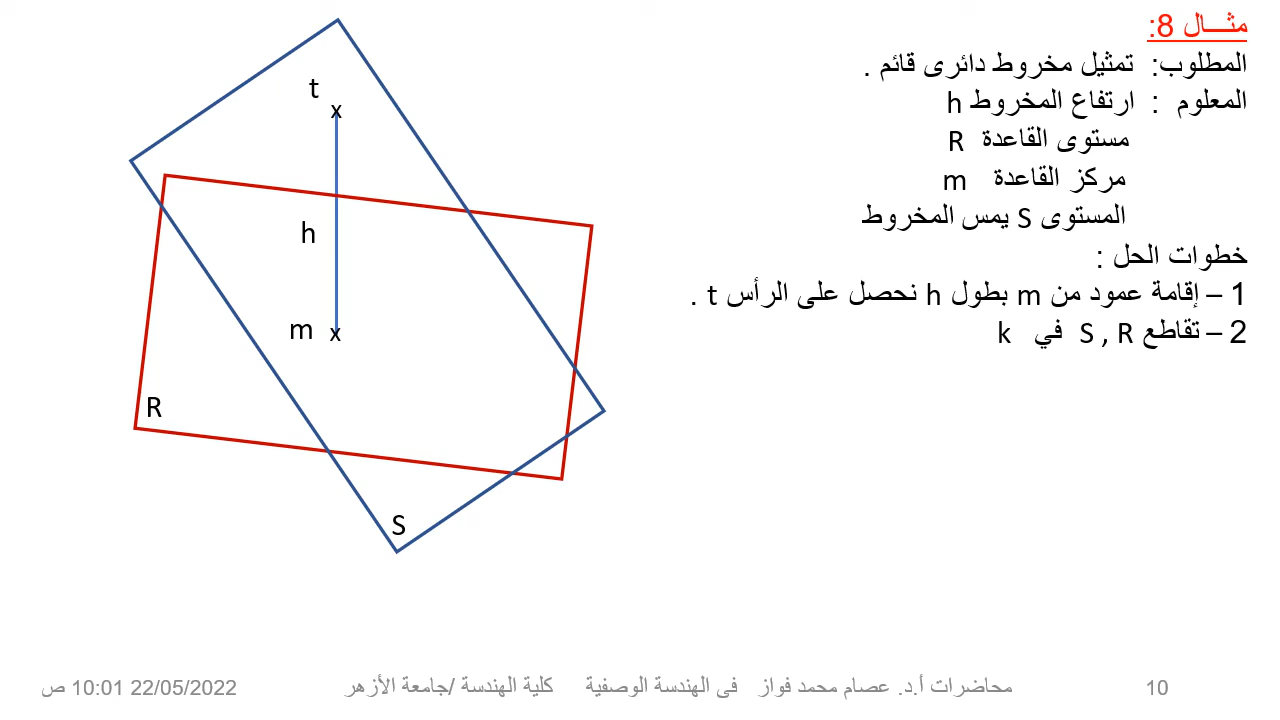 مثـــال 8:
المطلوب: تمثيل مخروط دائرى قائم .
المعلوم : ارتفاع المخروط h
مستوى القاعدة R
مركز القاعدة m
المستوى S يمس المخروط
خطوات الحل :
1 – إقامة عمود من m بطول h نحصل على الرأس t .
2 – تقاطع S , R في k
t
x
h
m x
R
S
10:01 22/05/2022 ص
محاضرات أ.د. عصام محمد فواز فى الهندسة الوصفية كلية الهندسة /جامعة الأزهر
10